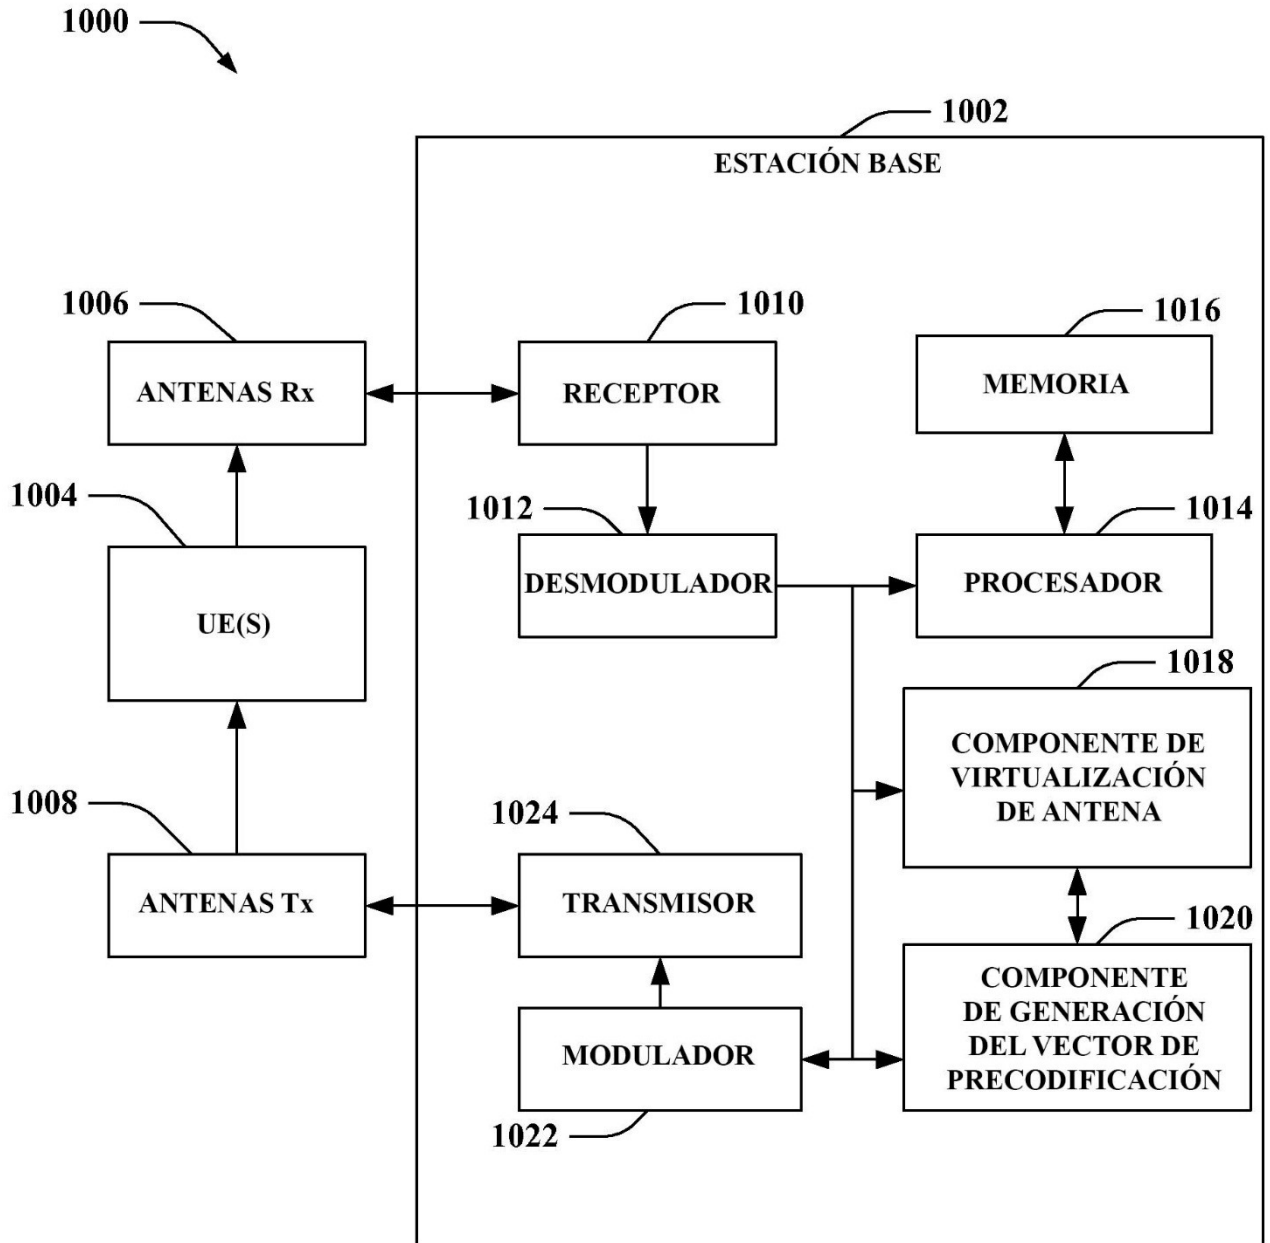 1000
1002
ESTACIÓN BASE
1006
1010
1016
ANTENAS Rx
RECEPTOR
MEMORIA
1004
1012
1014
UE(S)
DESMODULADOR
PROCESADOR
1018
COMPONENTE DE
VIRTUALIZACIÓN
DE ANTENA
1008
1024
ANTENAS Tx
TRANSMISOR
1020
COMPONENTE
DE GENERACIÓN
DEL VECTOR DE
PRECODIFICACIÓN
MODULADOR
1022